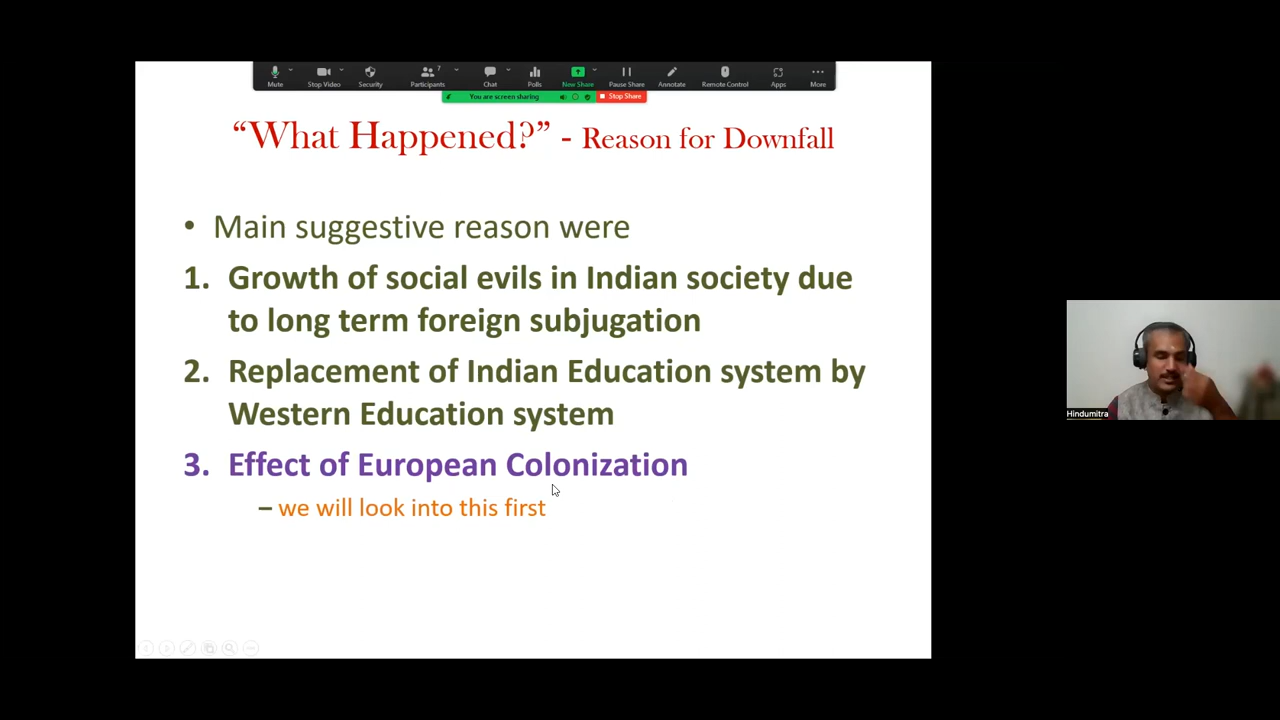 7
Mute Stop Video Security Participants Chat Polls New Share Pause Share Annotate Remote Control Apps More
You are screen sharing Stop Share
“What Happened?” - Reason for Downfall
• Main suggestive reason were
1. Growth of social evils in Indian society due
to long term foreign subjugation
2. Replacement of Indian Education system by
Western Education system
3. Effect of European Colonization
– we will look into this first
Hindumitra